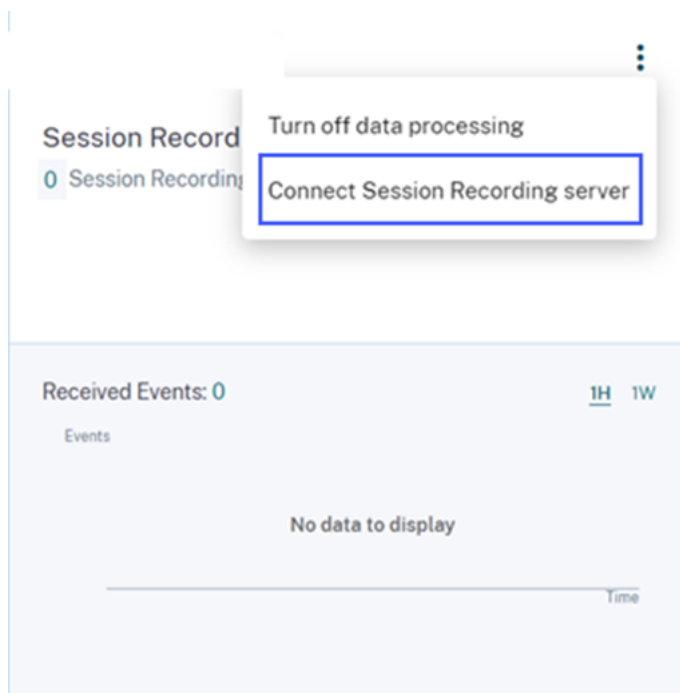 Session Record
Turn off data processing
0 Session Recording
Connect Session Recording server
Received Events: 0
1H 1W
Events
No data to display
Time